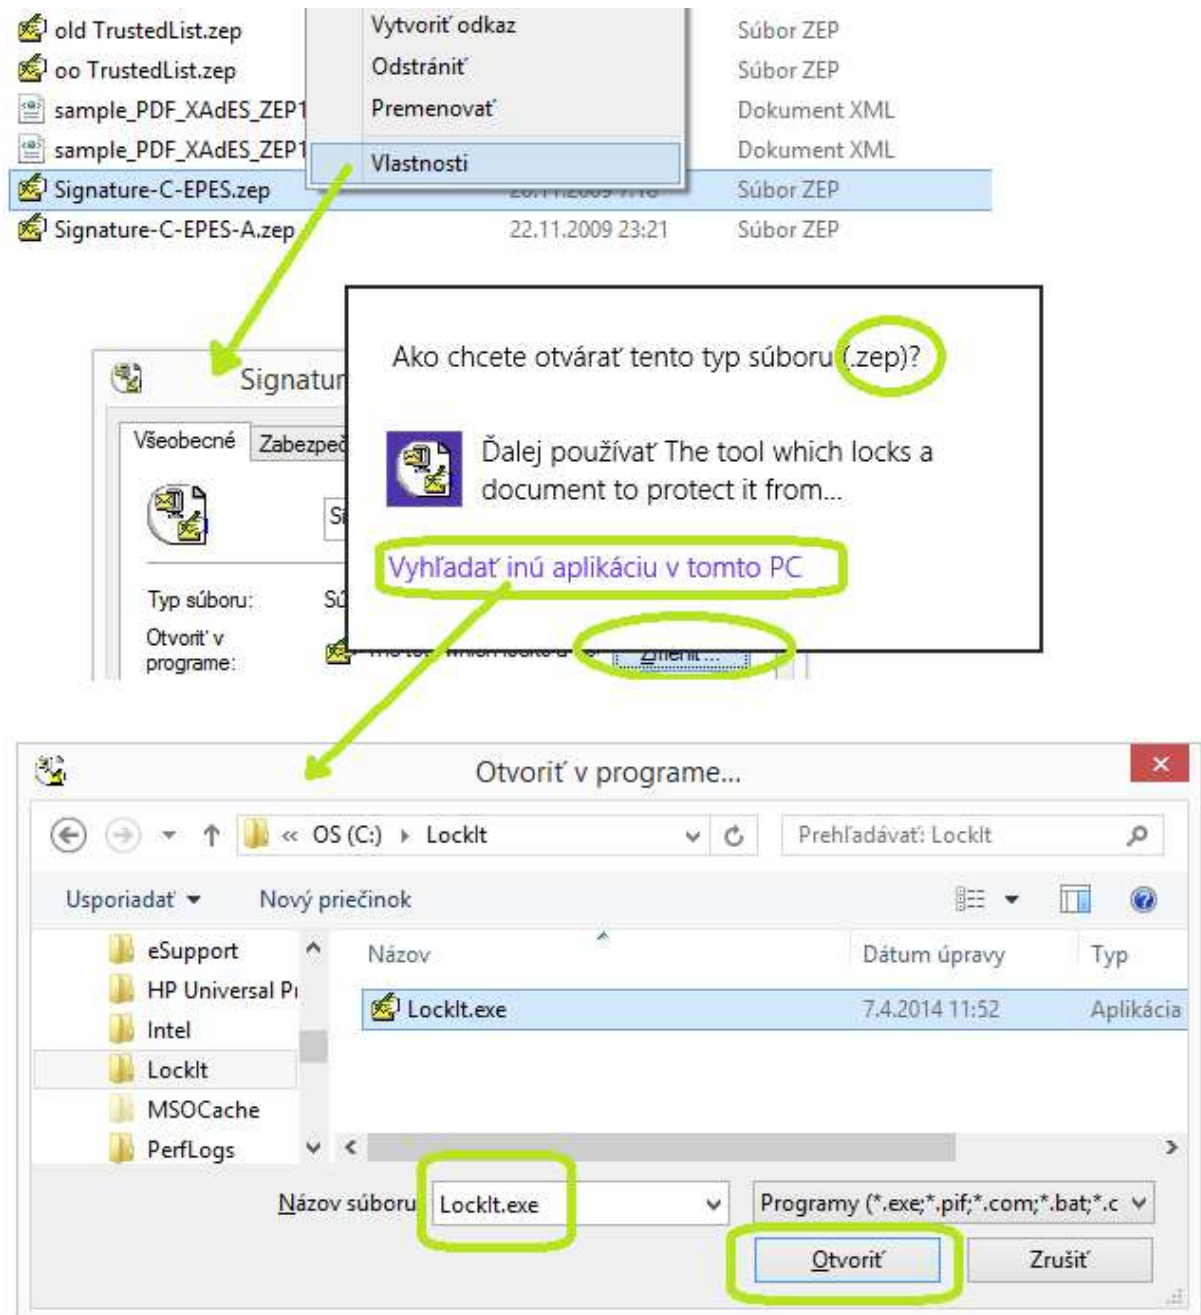 old TrustedList.zep
Vytvoriť odkaz
Súbor ZEP
oo TrustedList.zep
Odstrániť
Súbor ZEP
sample_PDF_XAdES_ZEP1
Premenovať
Dokument XML
sample_PDF_XAdES_ZEP1
Vlastnosti
Dokument XML
Signature-C-EPES.zep
Súbor ZEP
Signature-C-EPES-A.zep
22.11.2009 23:21
Súbor ZEP
Signatur
Všeobecné
Zabezpeč
Typ súboru:
Sú
Otvoriť v
programe:
Ako chcete otvárať tento typ súboru (.zep)?
Ďalej používať The tool which locks a
document to protect it from...
Vyhľadať inú aplikáciu v tomto PC
Zmeniť ...
Otvoriť v programe...
« OS (C:) LockIt
Prehľadávať: LockIt
Usporiadať
Nový priečinok
eSupport
HP Universal Pr
Intel
LockIt
MSOCache
PerfLogs
Názov
Dátum úpravy
Typ
LockIt.exe
7.4.2014 11:52
Aplikácia
Názov súboru
LockIt.exe
Programy (*.exe;*.pif;*.com;*.bat;*.c
Otvoriť
Zrušiť